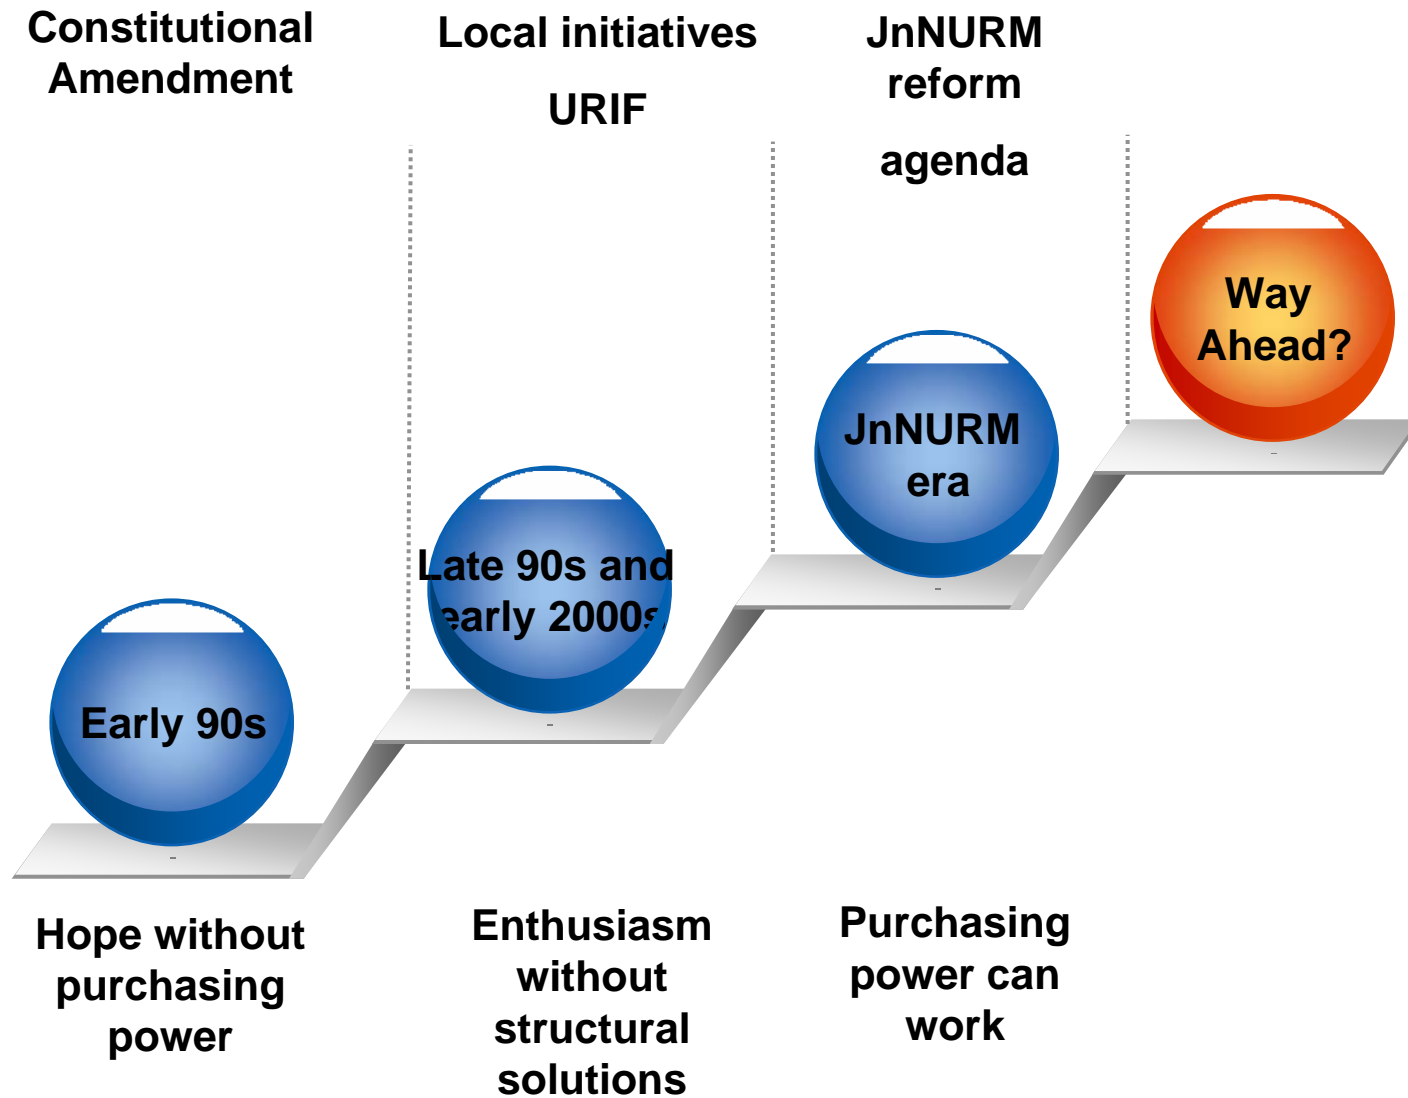 Constitutional
Amendment
Local initiatives
URIF
JnNURM
reform
agenda
Way
Ahead?
JnNURM
era
Late 90s and
early 2000s
Early 90s
Hope without
purchasing
power
Enthusiasm
without
structural
solutions
Purchasing
power can
work